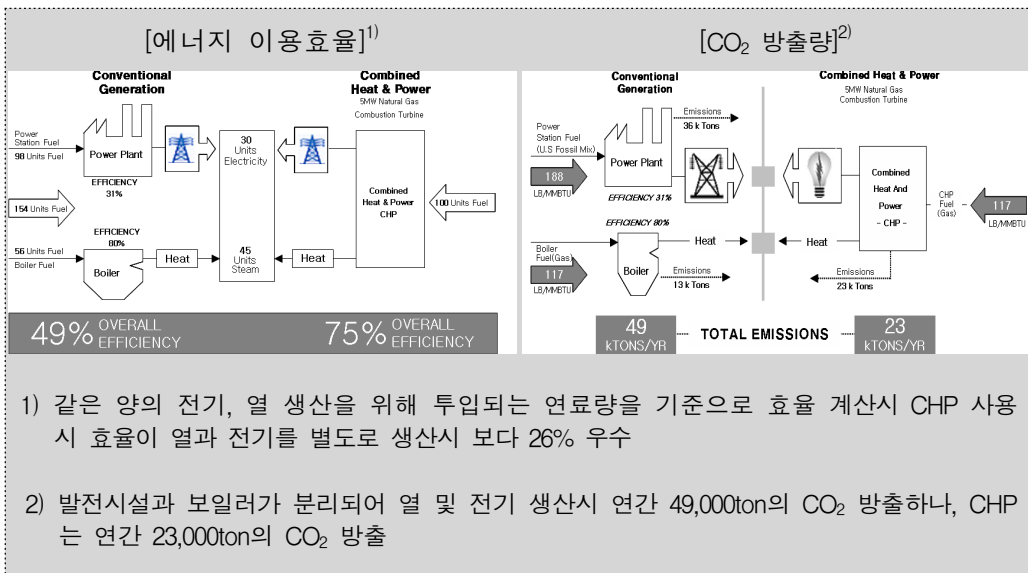 [에너지 이용효율]1)
[CO2 방출량]2)
Conventional
Generation
Combined
Heat & Power
5MW Natural Gas
Combustion Turbine
Power
Station Fuel
98 Units Fuel
Power Plant
EFFICIENCY
31%
30
Units
Electricity
154 Units Fuel
Combined
Heat & Power
CHP
100 Units Fuel
EFFICIENCY
80%
56 Units Fuel
Boiler Fuel
Boiler
Heat
45
Units
Steam
Heat
49% OVERALL
EFFICIENCY
75% OVERALL
EFFICIENCY
Conventional
Generation
Combined Heat & Power
5MW Natural Gas
Combustion Turbine
Emissions
36 k Tons
Power
Station Fuel
(U.S Fossil Mix)
Power Plant
188
LB/MMBTU
EFFICIENCY 31%
Combined
Heat And
Power
- CHP -
CHP
Fuel
(Gas)
117
LB/MMBTU
EFFICIENCY 80%
Boiler
Fuel(Gas)
117
LB/MMBTU
Boiler
Heat
Heat
Emissions
13 k Tons
Emissions
23 k Tons
49
kTONS/YR
TOTAL EMISSIONS
23
kTONS/YR
1) 같은 양의 전기, 열 생산을 위해 투입되는 연료량을 기준으로 효율 계산시 CHP 사용
시 효율이 열과 전기를 별도로 생산시 보다 26% 우수
2) 발전시설과 보일러가 분리되어 열 및 전기 생산시 연간 49,000ton의 CO2 방출하나, CHP
는 연간 23,000ton의 CO2 방출